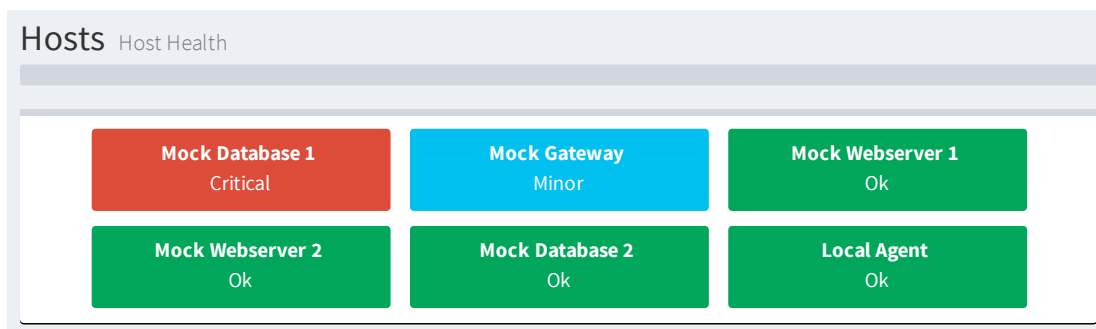 Hosts Host Health
Mock Database 1
Critical
Mock Gateway
Minor
Mock Webserver 1
Ok
Mock Webserver 2
Ok
Mock Database 2
Ok
Local Agent
Ok